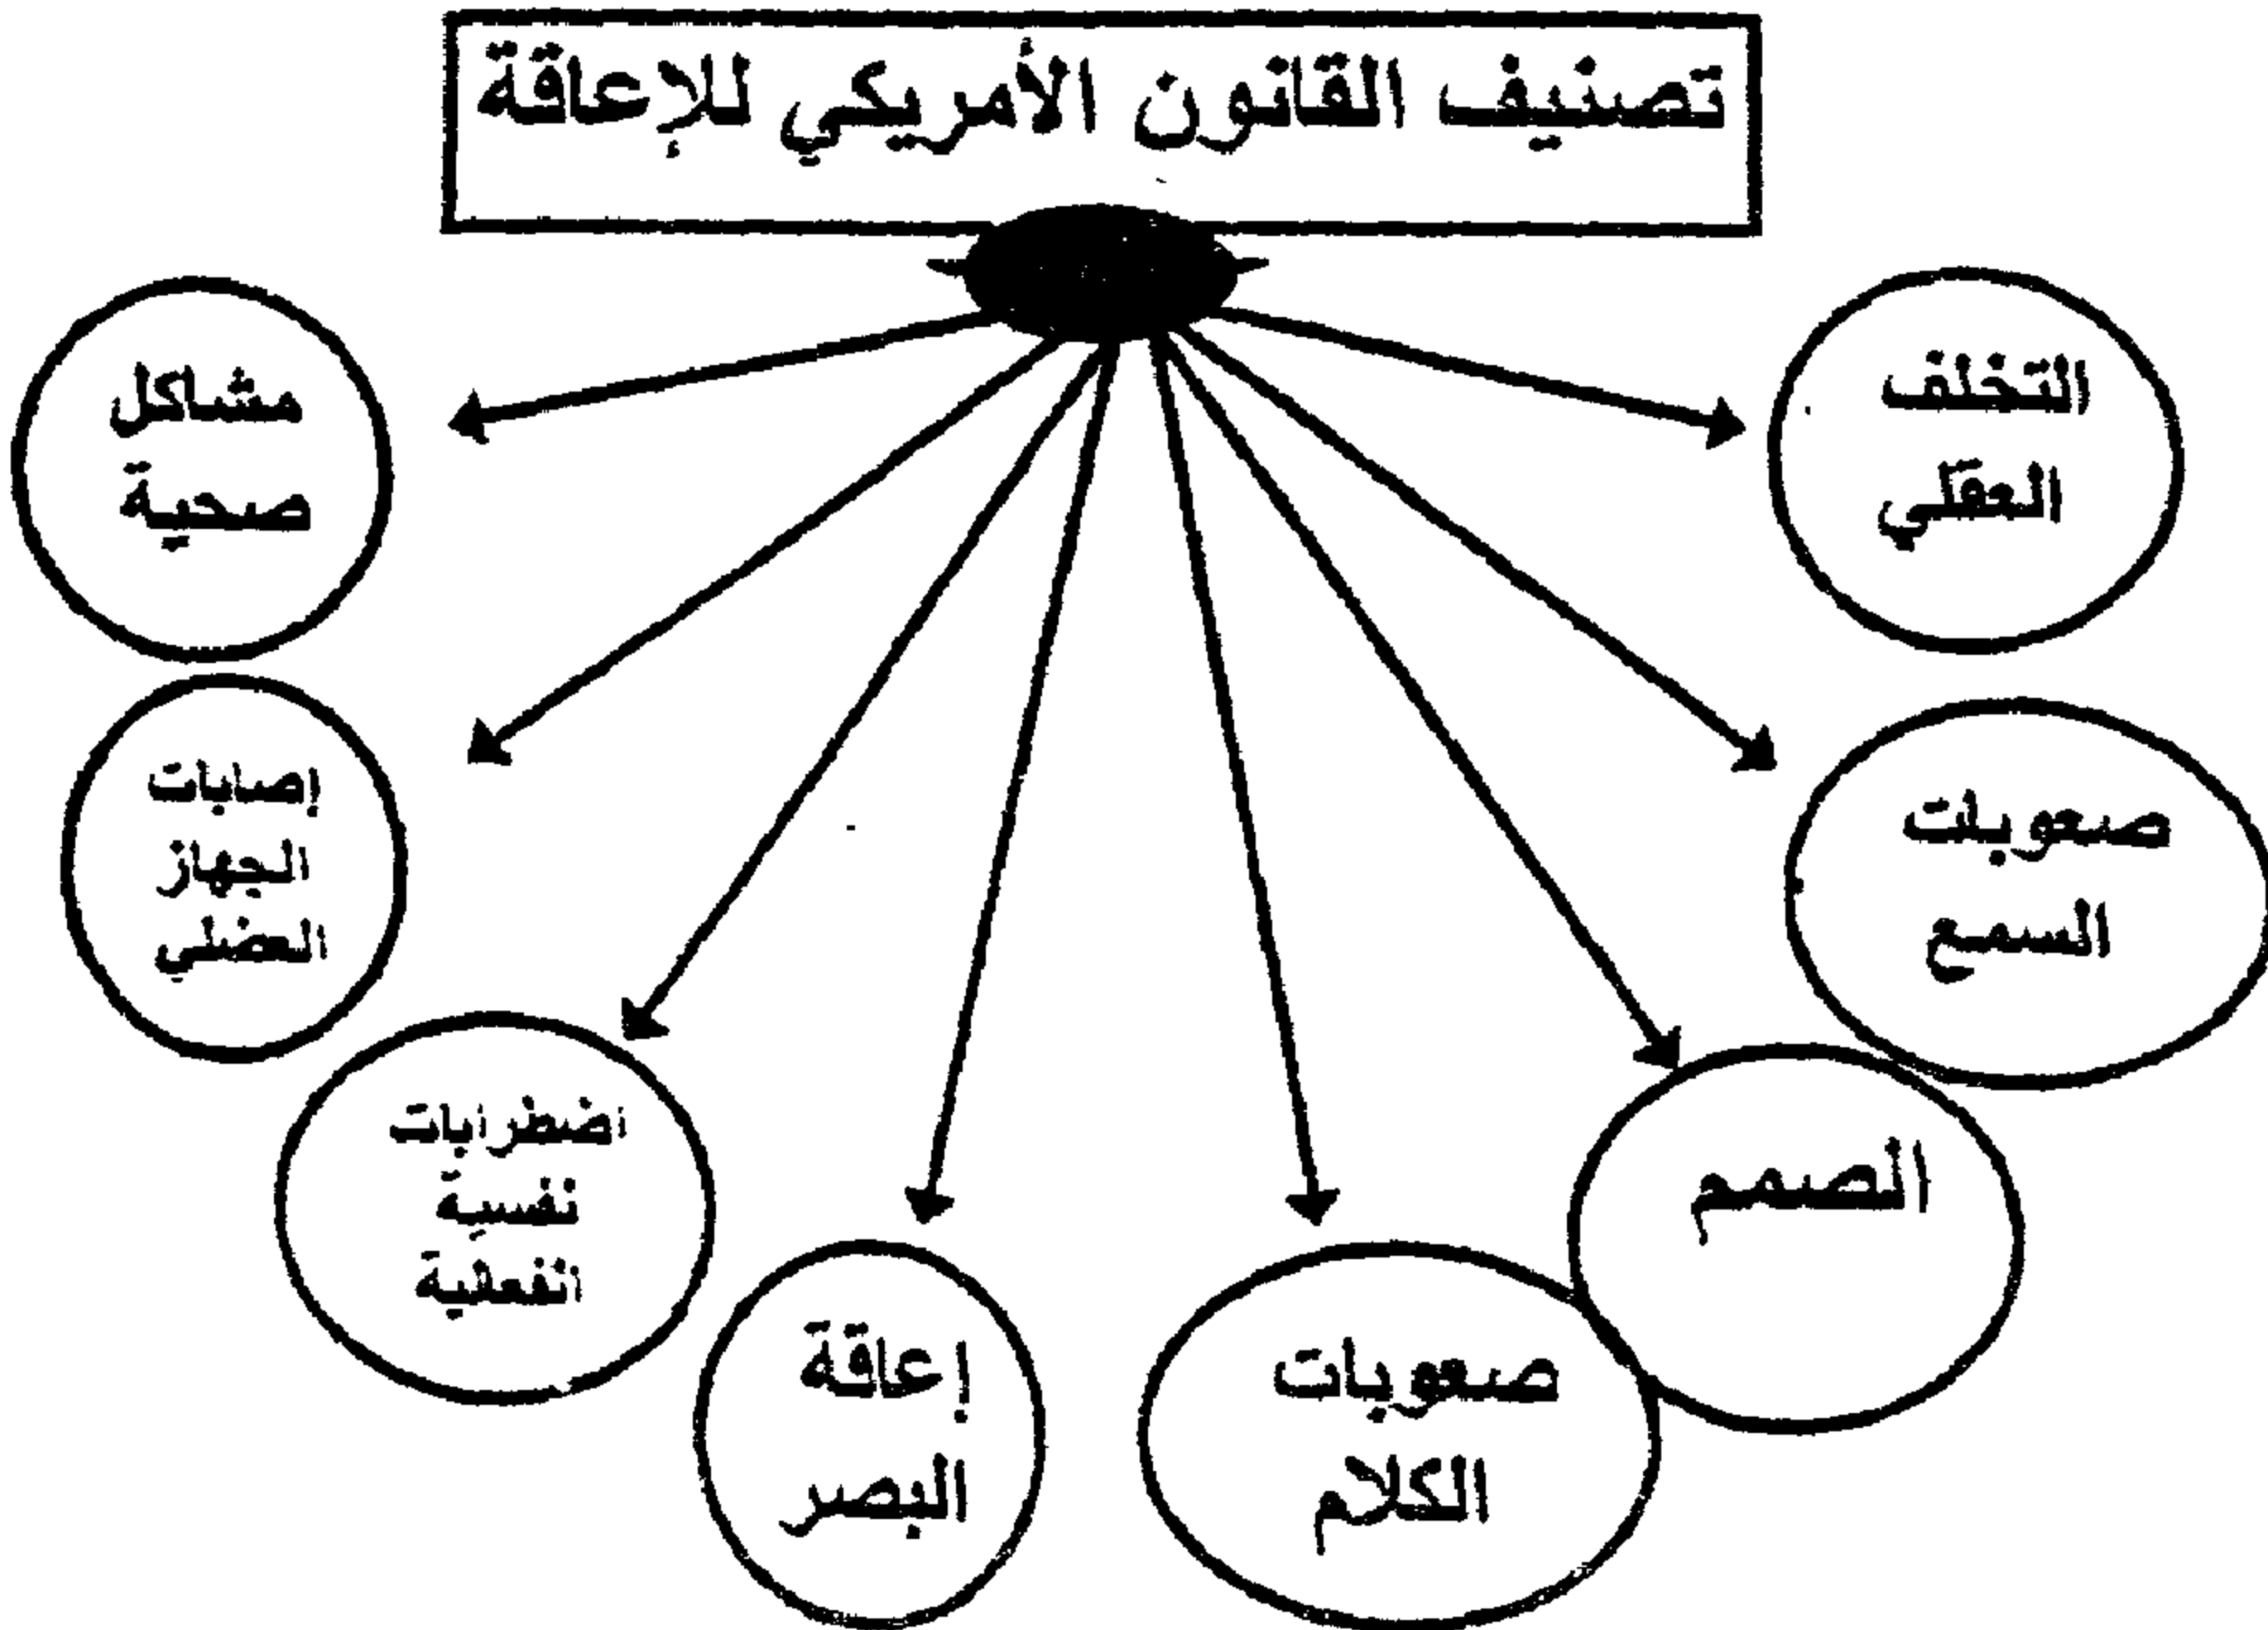 تصنيف القانون الأمريكي للإعاقة
التخلف
العقلي
صعوبات
السمع
الصمم
صعوبات
الكلام
إعاقة
البصر
اضطرابات
نفسية
انفعالية
إصابات
الجهاز
العضلي
مشاكل
صحية